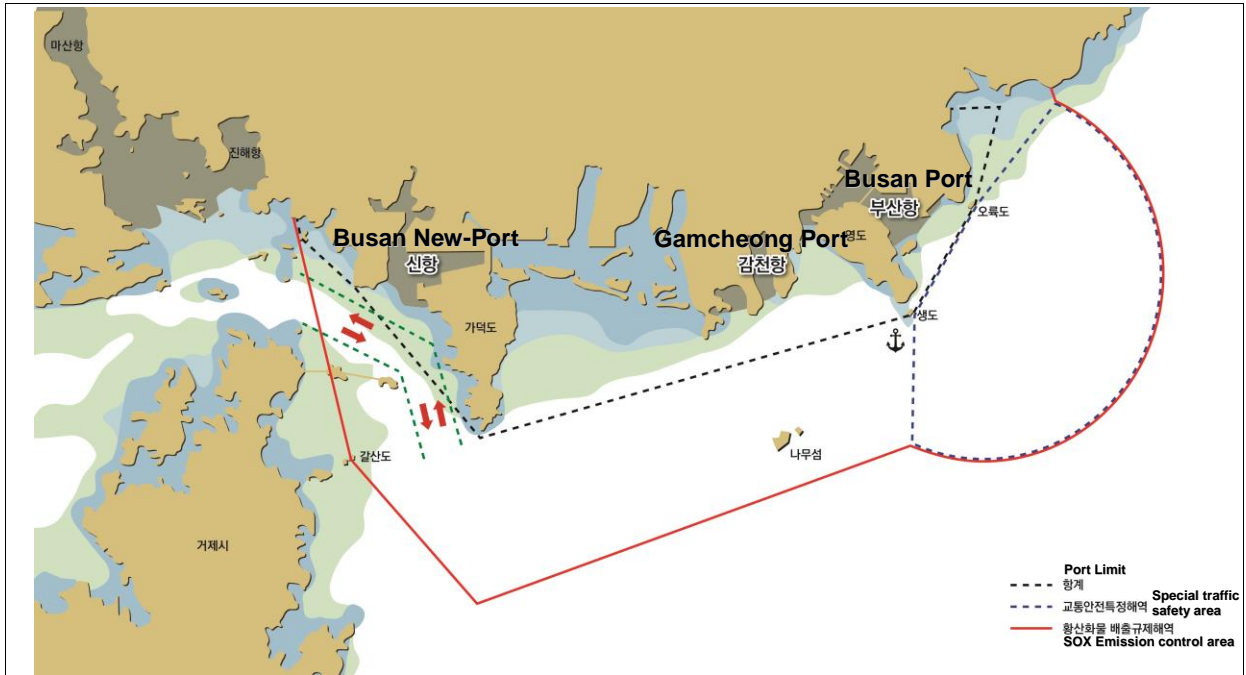 마산항
진해항
Busan New-Port
신항
가덕도
Gamcheong Port
감천항
Busan Port
부산항
영도
오륙도
생도
나무섬
갈산도
거제시
Port Limit
항계
교통안전특정해역
Special traffic
safety area
황산화물 배출규제해역
SOX Emission control area